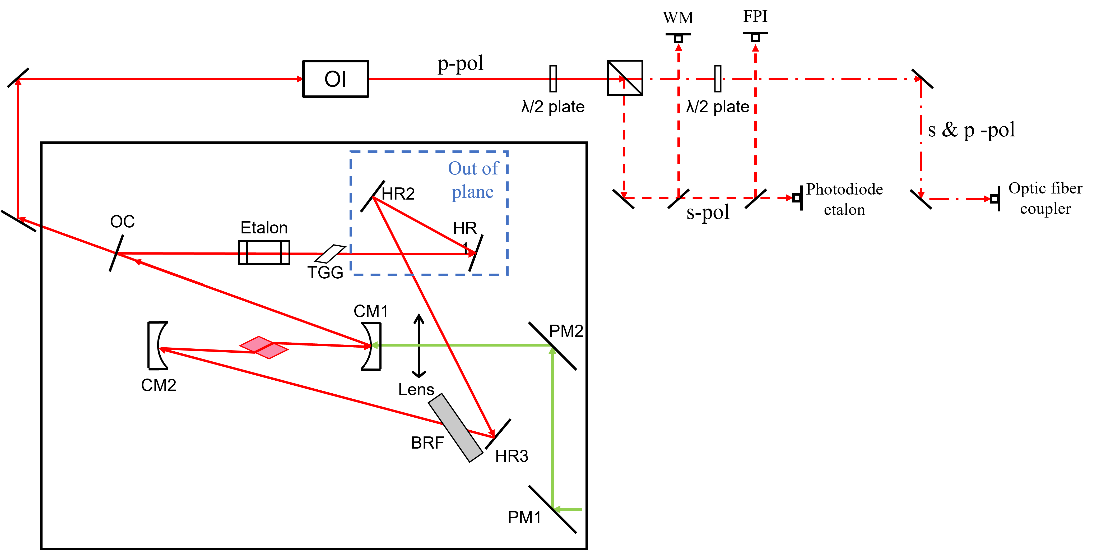 WM
FPI
p-pol
OI
λ/2 plate
λ/2 plate
s & p -pol
Out of
plane
HR2
Photodiode
etalon
Optic fiber
coupler
s-pol
OC
Etalon
HR
TGG
CM1
PM2
CM2
Lens
BRF
HR3
PM1